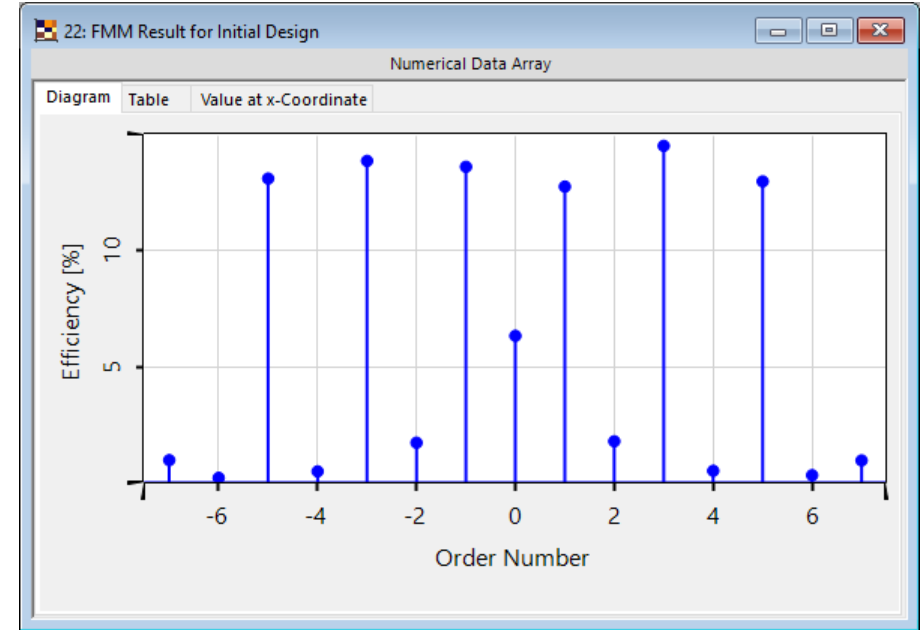 22: FMM Result for Initial Design
Numerical Data Array
Diagram Table Value at x-Coordinate
Efficiency [%]
10
5
-6 -4 -2 0 2 4 6
Order Number